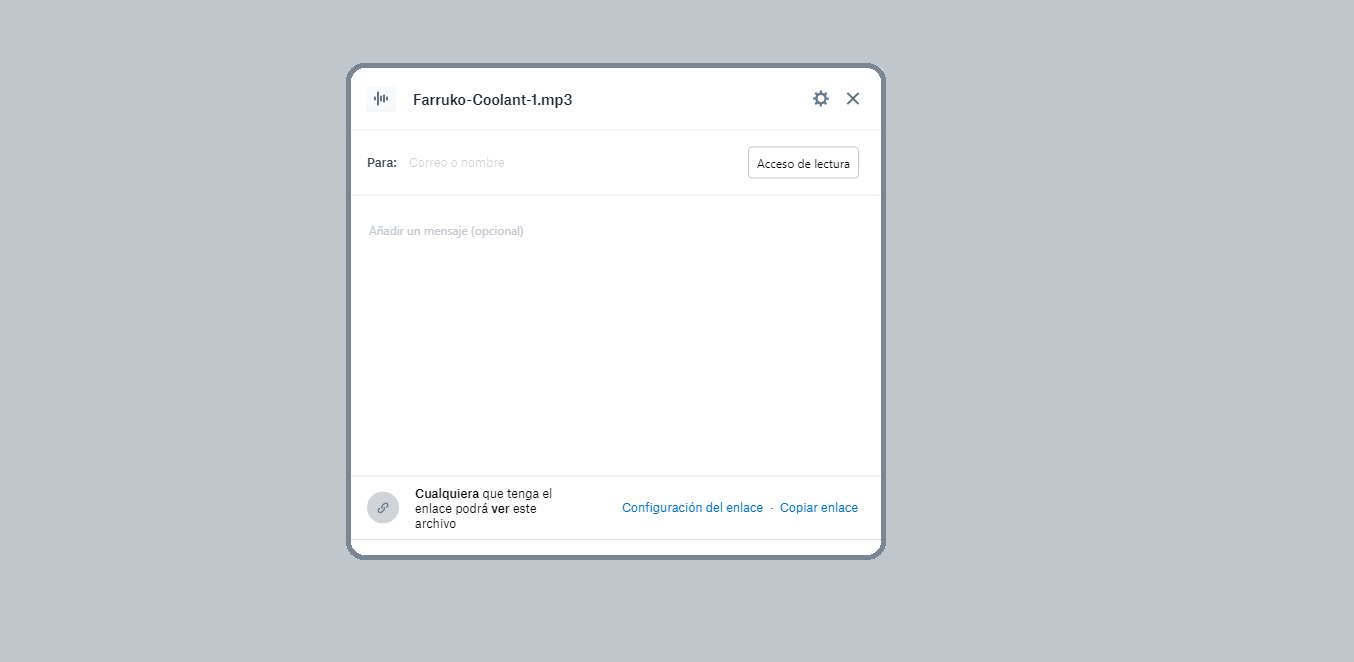 Farruko-Coolant-1.mp3
Para: Correo o nombre Acceso de lectura
Añadir un mensaje (opcional)
Cualquiera que tenga el
enlace podrá ver este
archivo
Configuración del enlace · Copiar enlace